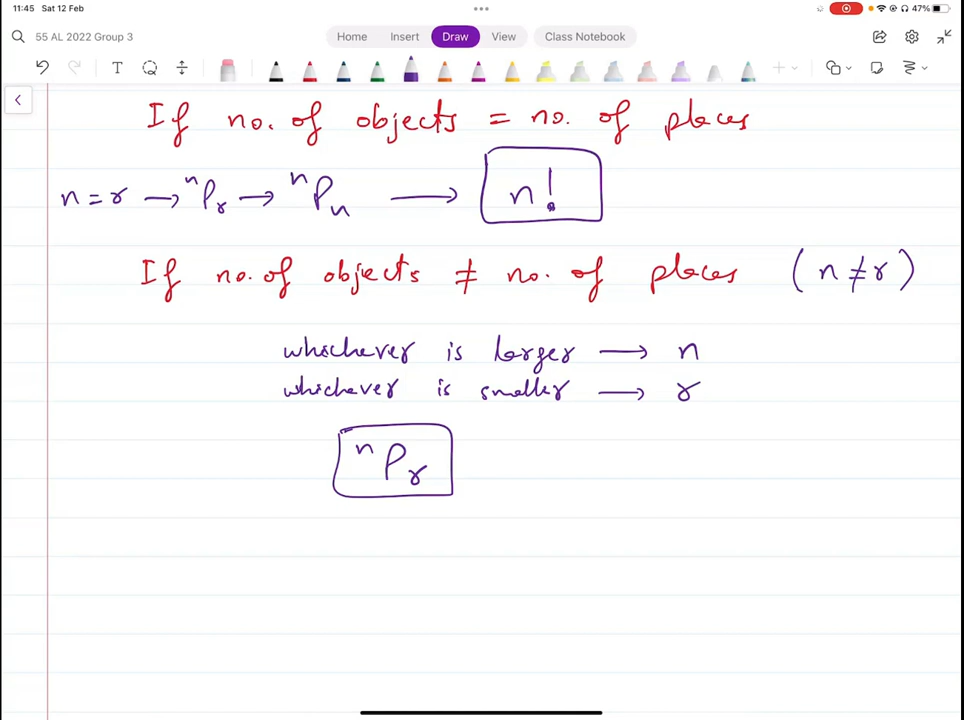 11:45 Sat 12 Feb 47%
55 AL 2022 Group 3 Home Insert Draw View Class Notebook
If no. of objects = no. of places
n = r → ⁿPᵣ → ⁿPₙ → n!
If no. of objects ≠ no. of places (n ≠ r)
whichever is larger → n
whichever is smaller → r
ⁿPᵣ